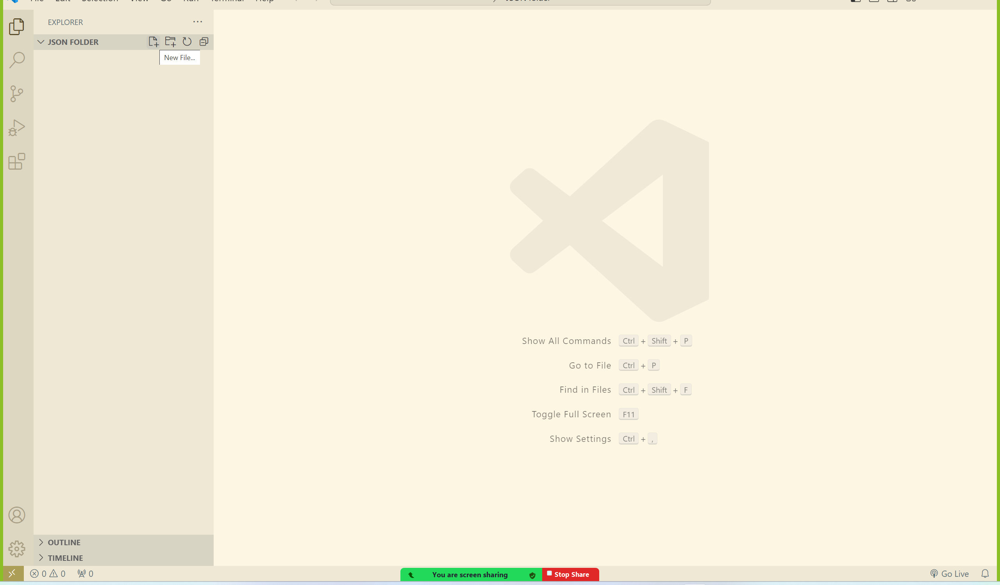 File Edit Selection View Go Run Terminal Help
JSON folder
EXPLORER
JSON FOLDER
New File...
Show All Commands Ctrl + Shift + P
Go to File Ctrl + P
Find in Files Ctrl + Shift + F
Toggle Full Screen F11
Show Settings Ctrl + ,
OUTLINE
TIMELINE
0 0 0
You are screen sharing
Stop Share
Go Live